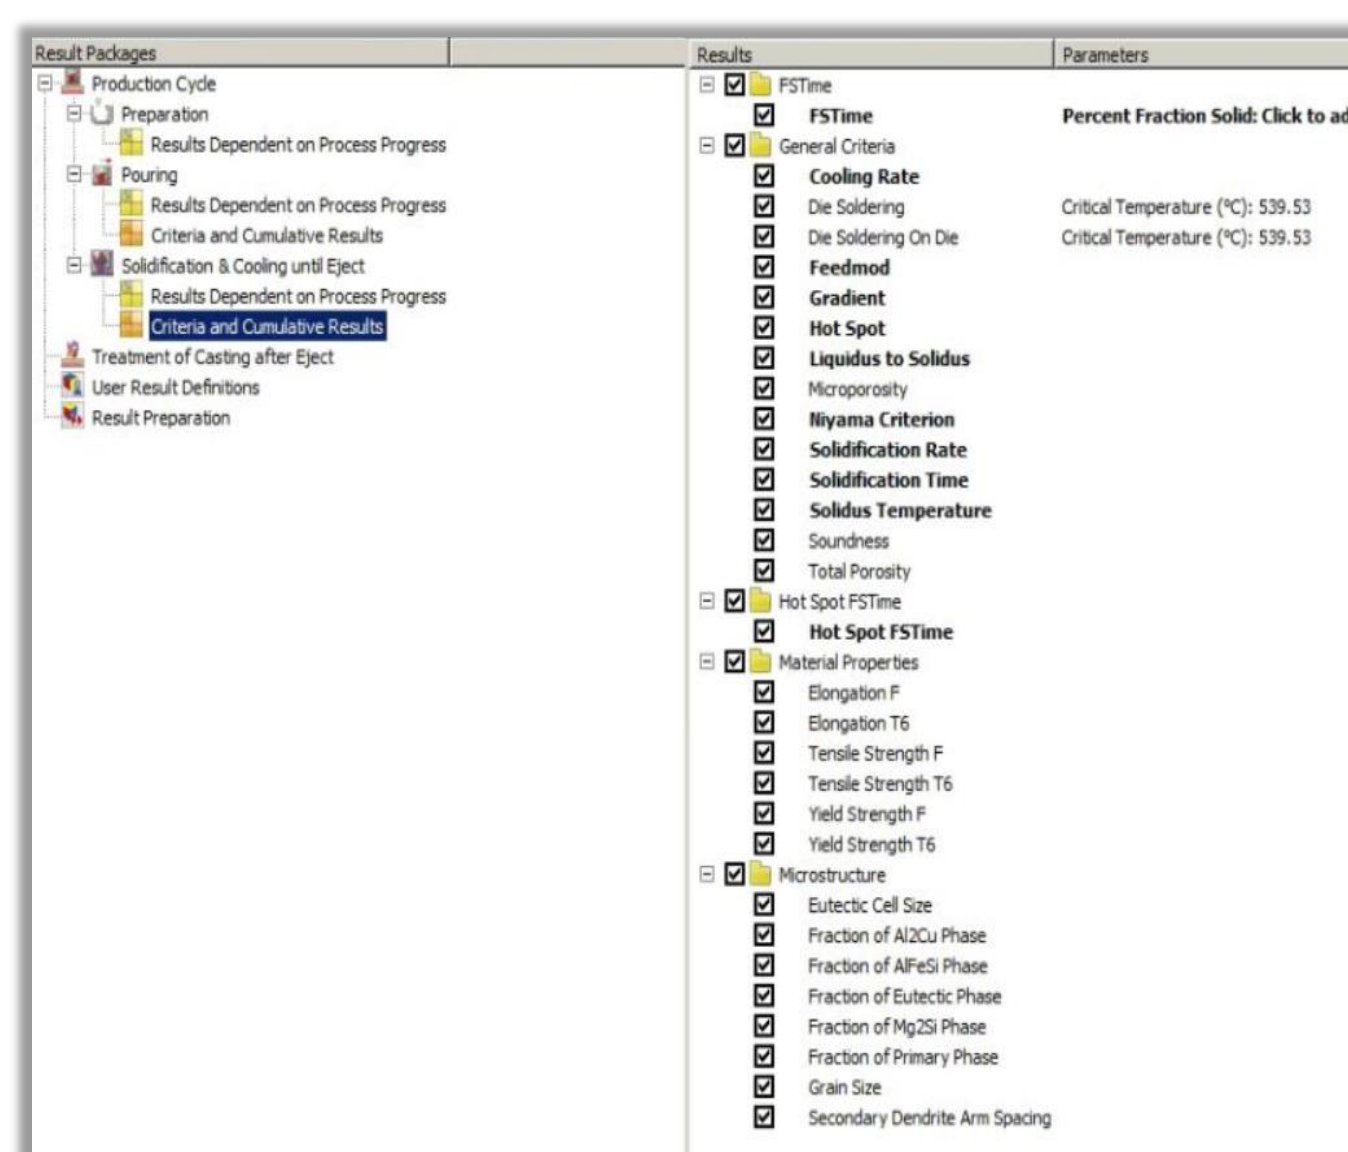 Result Packages
Production Cycle
Preparation
Results Dependent on Process Progress
Pouring
Results Dependent on Process Progress
Criteria and Cumulative Results
Solidification & Cooling until Eject
Results Dependent on Process Progress
Criteria and Cumulative Results
Treatment of Casting after Eject
User Result Definitions
Result Preparation
Results Parameters
FSTime
FSTime Percent Fraction Solid: Click to ad
General Criteria
Cooling Rate
Die Soldering Critical Temperature (°C): 539.53
Die Soldering On Die Critical Temperature (°C): 539.53
Feedmod
Gradient
Hot Spot
Liquidus to Solidus
Microporosity
Niyama Criterion
Solidification Rate
Solidification Time
Solidus Temperature
Soundness
Total Porosity
Hot Spot FSTime
Hot Spot FSTime
Material Properties
Elongation F
Elongation T6
Tensile Strength F
Tensile Strength T6
Yield Strength F
Yield Strength T6
Microstructure
Eutectic Cell Size
Fraction of Al2Cu Phase
Fraction of AlFeSi Phase
Fraction of Eutectic Phase
Fraction of Mg2Si Phase
Fraction of Primary Phase
Grain Size
Secondary Dendrite Arm Spacing